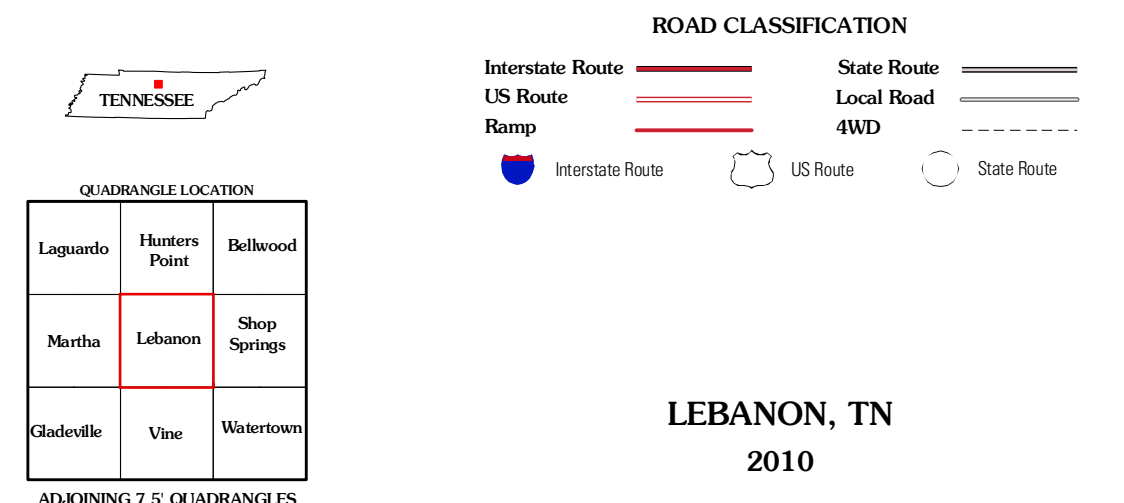 TENNESSEE
QUADRANGLE LOCATION
Laguardo
Hunters
Point
Bellwood
Martha
Lebanon
Shop
Springs
Gladeville
Vine
Watertown
ADJOINING 7.5' QUADRANGLES
ROAD CLASSIFICATION
Interstate Route
State Route
US Route
Local Road
Ramp
4WD
Interstate Route
US Route
State Route
LEBANON, TN
2010